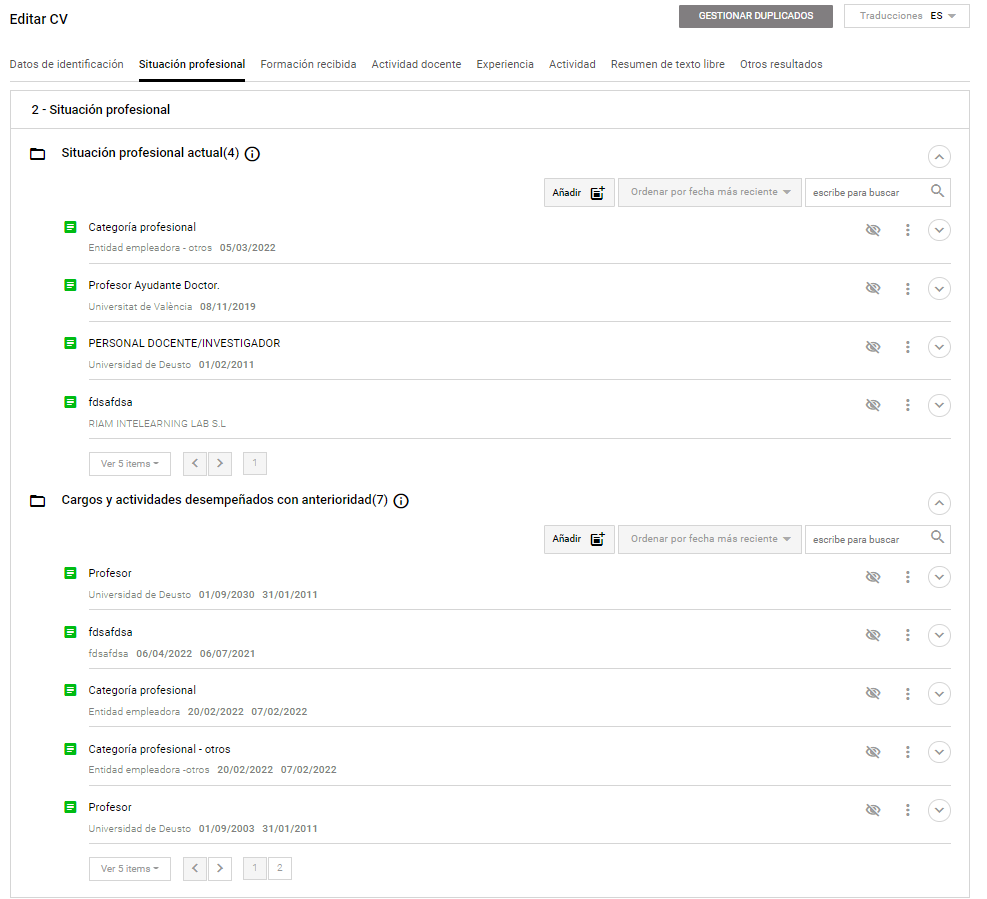 Editar CV
GESTIONAR DUPLICADOS
Traducciones ES
Datos de identificación Situación profesional Formación recibida Actividad docente Experiencia Actividad Resumen de texto libre Otros resultados
2 - Situación profesional
Situación profesional actual(4)
Añadir Ordenar por fecha más reciente escribe para buscar
Categoría profesional
Entidad empleadora - otros 05/03/2022
Profesor Ayudante Doctor.
Universitat de València 08/11/2019
PERSONAL DOCENTE/INVESTIGADOR
Universidad de Deusto 01/02/2011
fdsafdsa
RIAM INTELEARNING LAB S.L
Ver 5 items < > 1
Cargos y actividades desempeñados con anterioridad(7)
Añadir Ordenar por fecha más reciente escribe para buscar
Profesor
Universidad de Deusto 01/09/2030 31/01/2011
fdsafdsa
fdsafdsa 06/04/2022 06/07/2021
Categoría profesional
Entidad empleadora 20/02/2022 07/02/2022
Categoría profesional - otros
Entidad empleadora -otros 20/02/2022 07/02/2022
Profesor
Universidad de Deusto 01/09/2003 31/01/2011
Ver 5 items < > 1 2